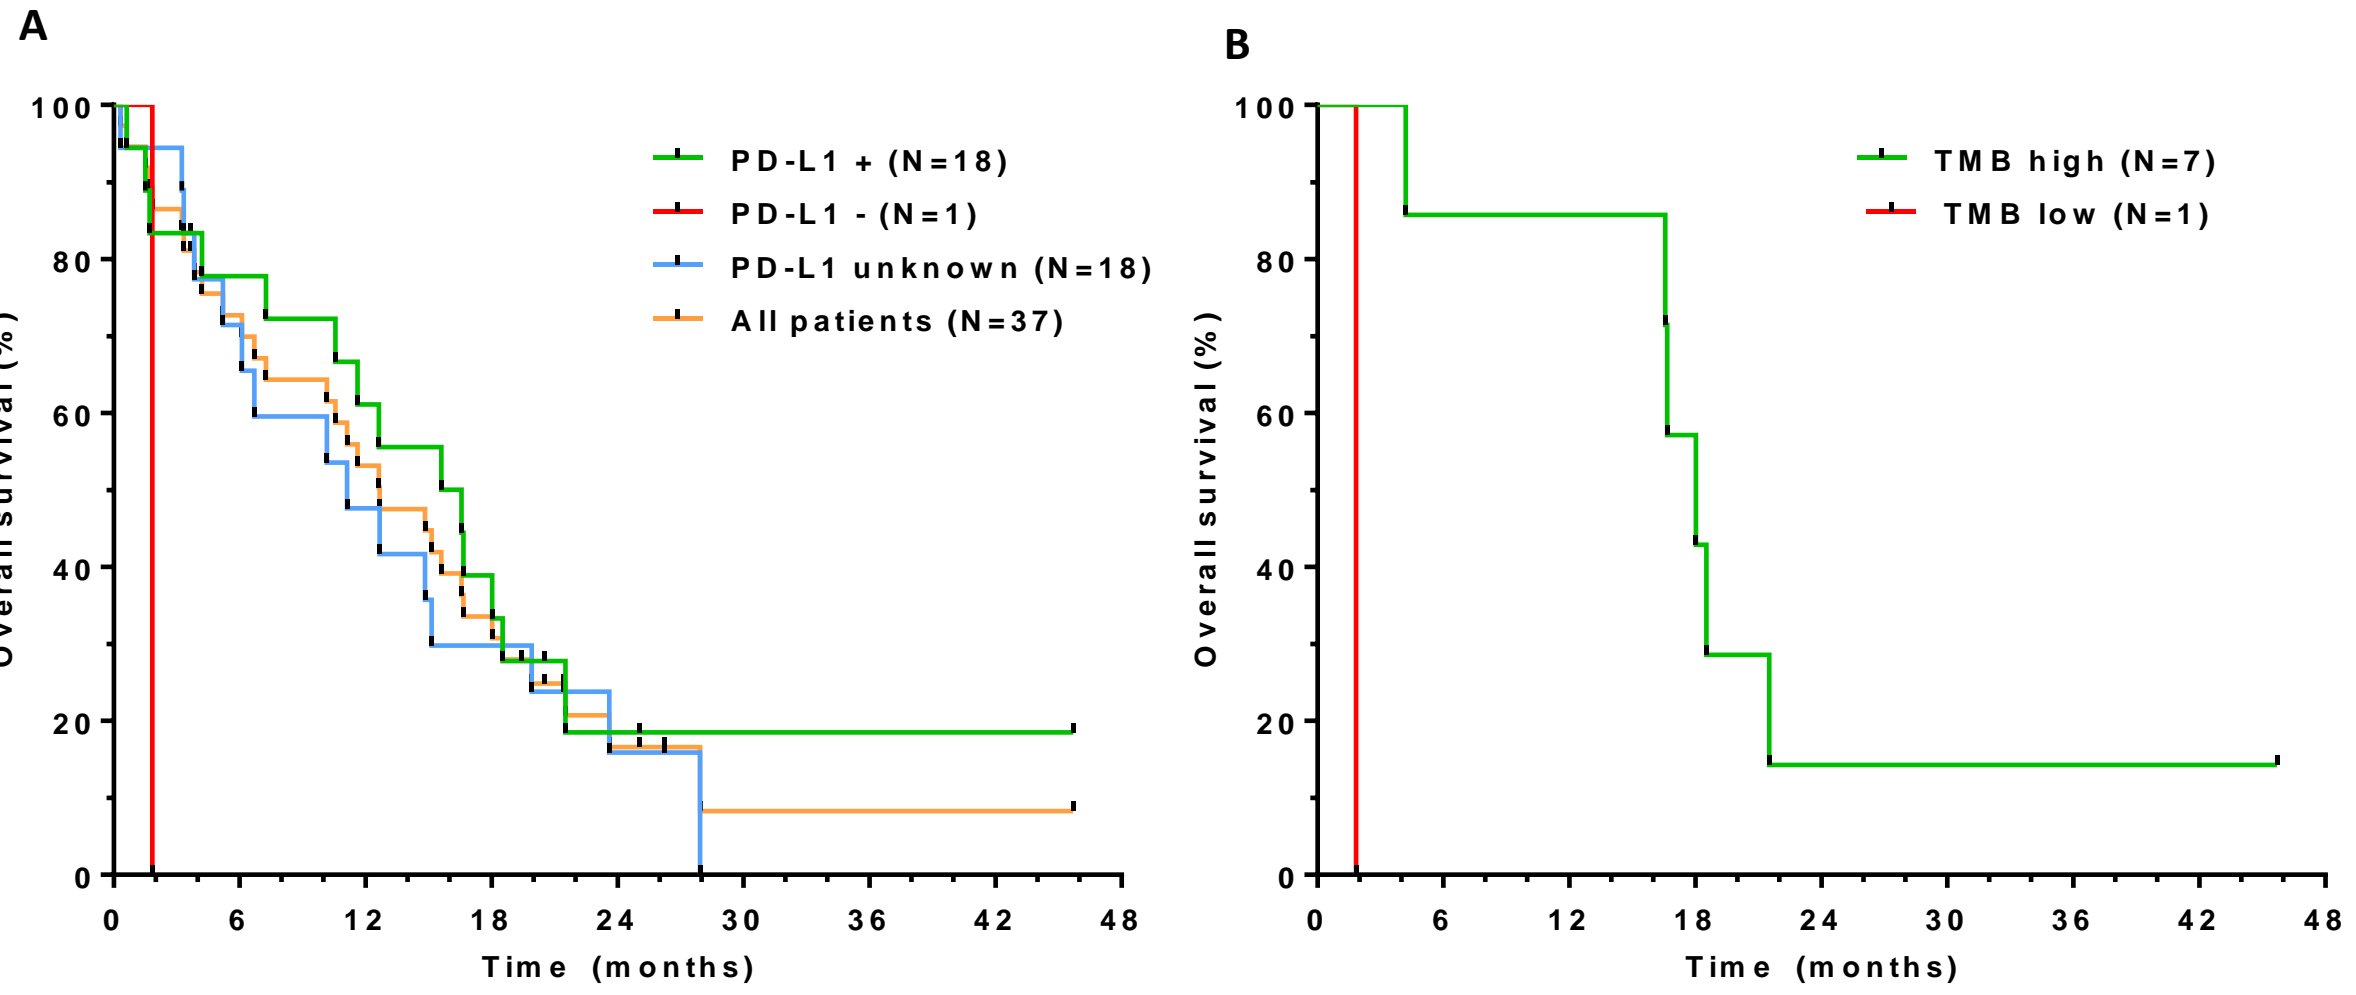 A
100
80
60
40
20
0
Overall survival (%)
0 6 12 18 24 30 36 42 48
Time (months)
PD-L1 + (N=18)
PD-L1 - (N=1)
PD-L1 unknown (N=18)
All patients (N=37)
B
100
80
60
40
20
0
Overall survival (%)
0 6 12 18 24 30 36 42 48
Time (months)
TMB high (N=7)
TMB low (N=1)